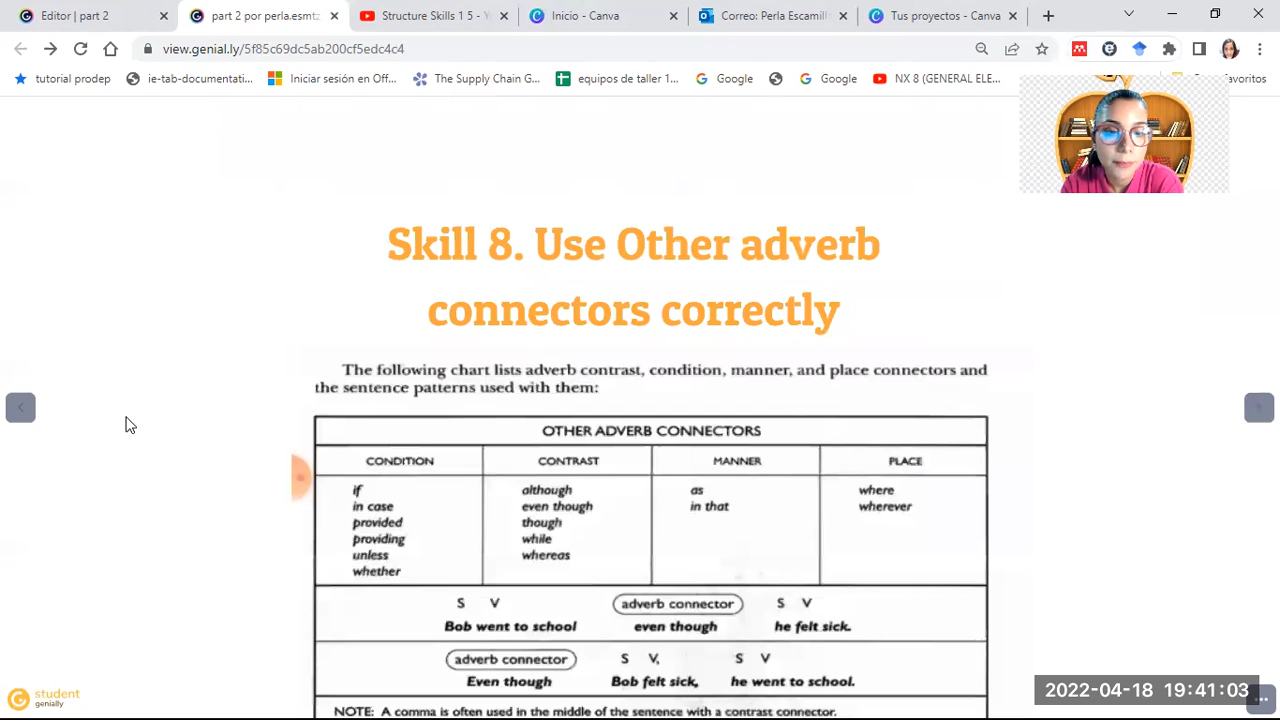 Editor | part 2
part 2 por perla.esmtz
Structure Skills 1 5 - Y
Inicio - Canva
Correo: Perla Escamill
Tus proyectos - Canva
view.genial.ly/5f85c69dc5ab200cf5edc4c4
tutorial prodep
ie-tab-documentati...
Iniciar sesión en Off...
The Supply Chain G...
equipos de taller 1...
Google
Google
NX 8 (GENERAL ELE...
Favoritos
Skill 8. Use Other adverb
connectors correctly
The following chart lists adverb contrast, condition, manner, and place connectors and
the sentence patterns used with them:
OTHER ADVERB CONNECTORS
CONDITION CONTRAST MANNER PLACE
if although as where
in case even though in that wherever
provided though
providing while
unless whereas
whether
S V adverb connector S V
Bob went to school even though he felt sick.
adverb connector S V, S V
Even though Bob felt sick, he went to school.
NOTE: A comma is often used in the middle of the sentence with a contrast connector.
student
genially
2022-04-18 19:41:03